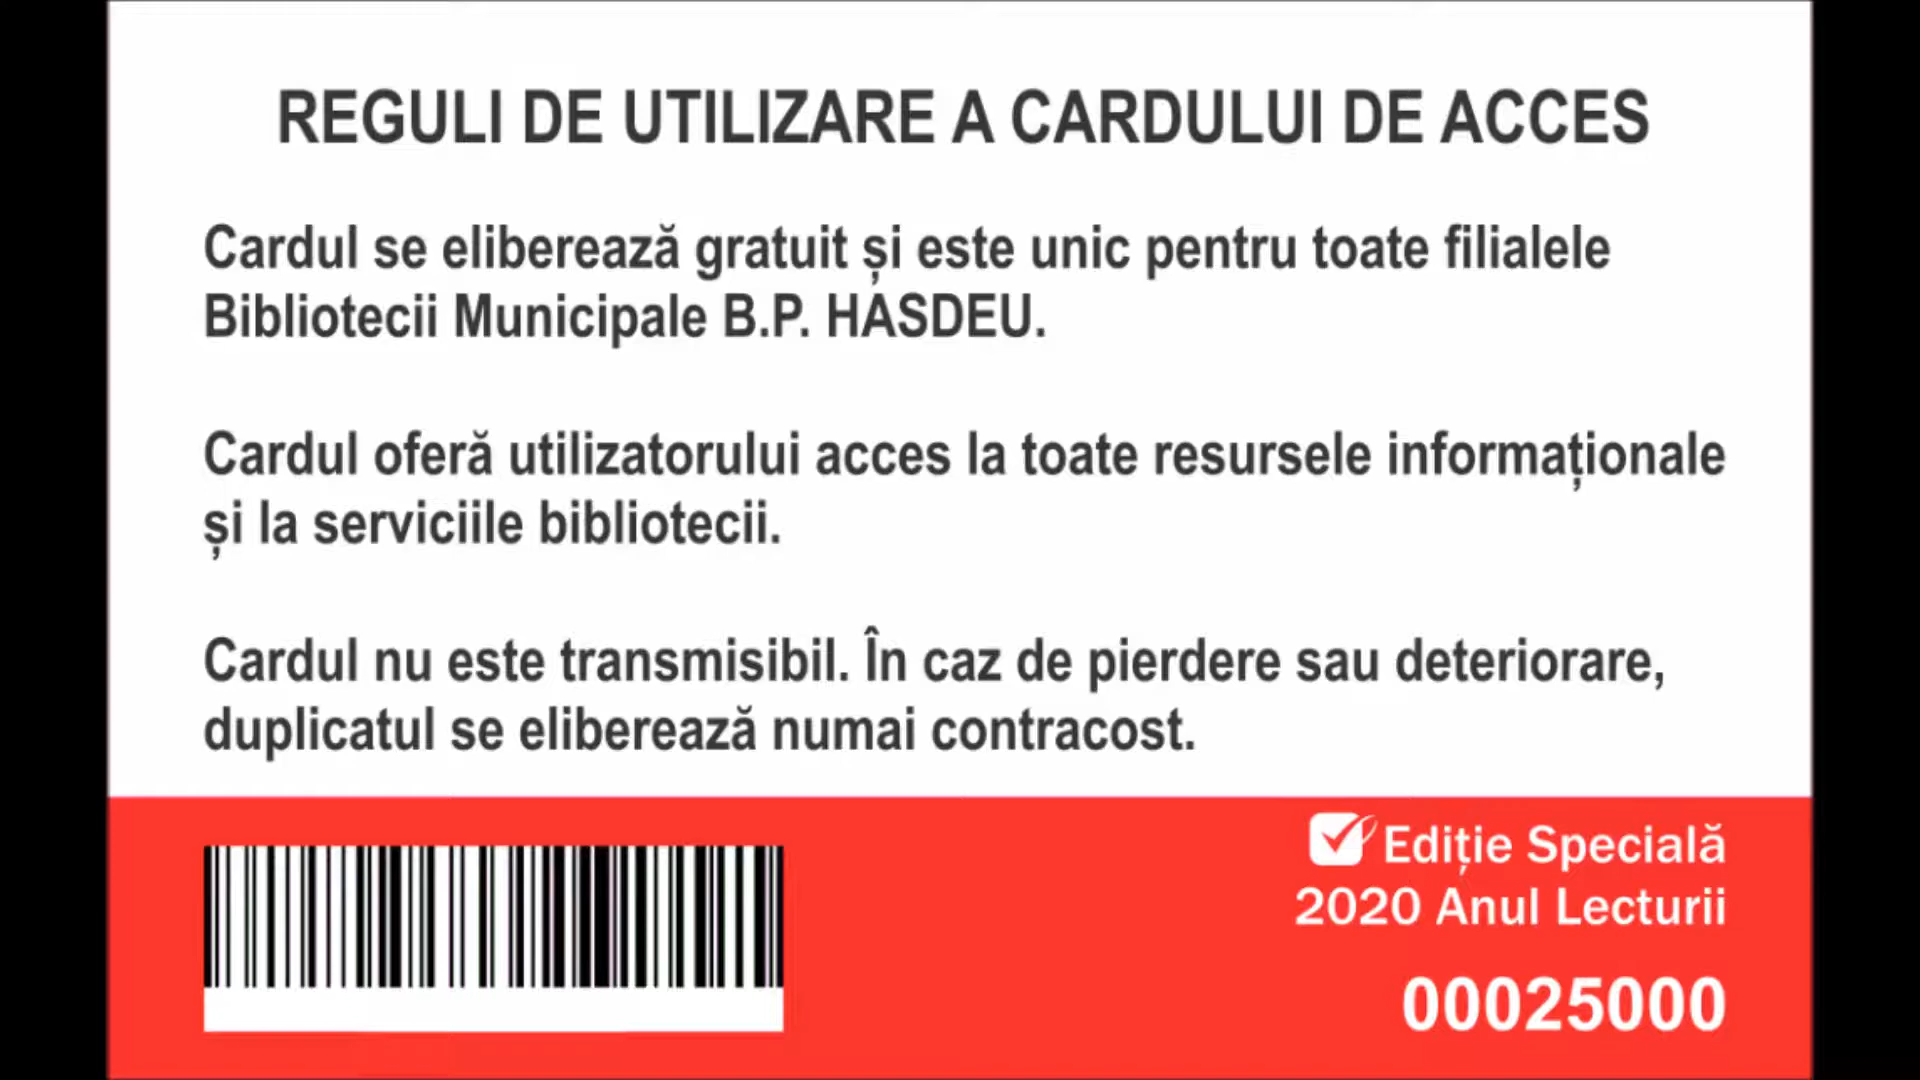 REGULI DE UTILIZARE A CARDULUI DE ACCES
Cardul se eliberează gratuit și este unic pentru toate filialele
Bibliotecii Municipale B.P. HASDEU.
Cardul oferă utilizatorului acces la toate resursele informaționale
și la serviciile bibliotecii.
Cardul nu este transmisibil. În caz de pierdere sau deteriorare,
duplicatul se eliberează numai contracost.
Ediție Specială
2020 Anul Lecturii
00025000